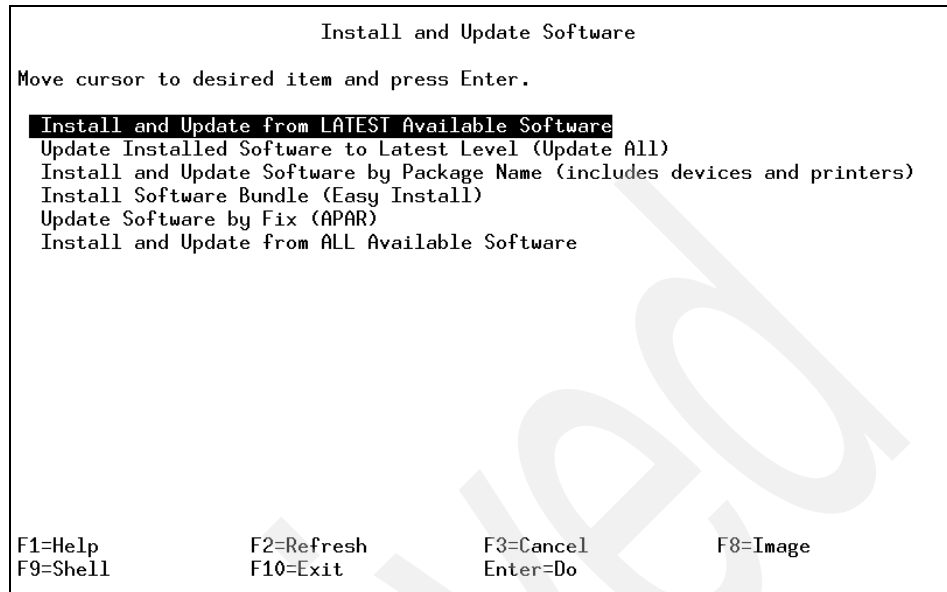 Install and Update Software
Move cursor to desired item and press Enter.
Install and Update from LATEST Available Software
Update Installed Software to Latest Level (Update All)
Install and Update Software by Package Name (includes devices and printers)
Install Software Bundle (Easy Install)
Update Software by Fix (APAR)
Install and Update from ALL Available Software
F1=Help F2=Refresh F3=Cancel F8=Image
F9=Shell F10=Exit Enter=Do